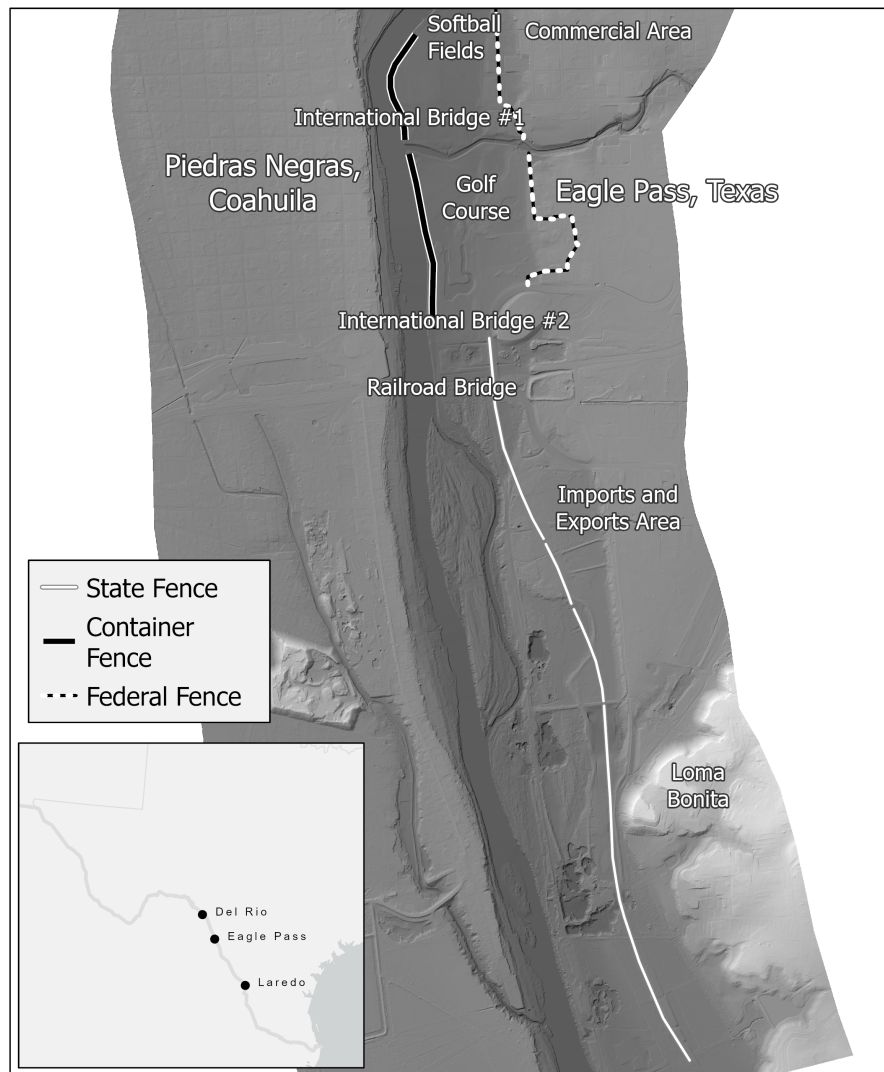 Softball
Fields
Commercial Area
International Bridge #1
Piedras Negras,
Coahuila
Golf
Course
Eagle Pass, Texas
International Bridge #2
Railroad Bridge
Imports and
Exports Area
State Fence
Container
Fence
Federal Fence
Loma
Bonita
Del Rio
Eagle Pass
Laredo